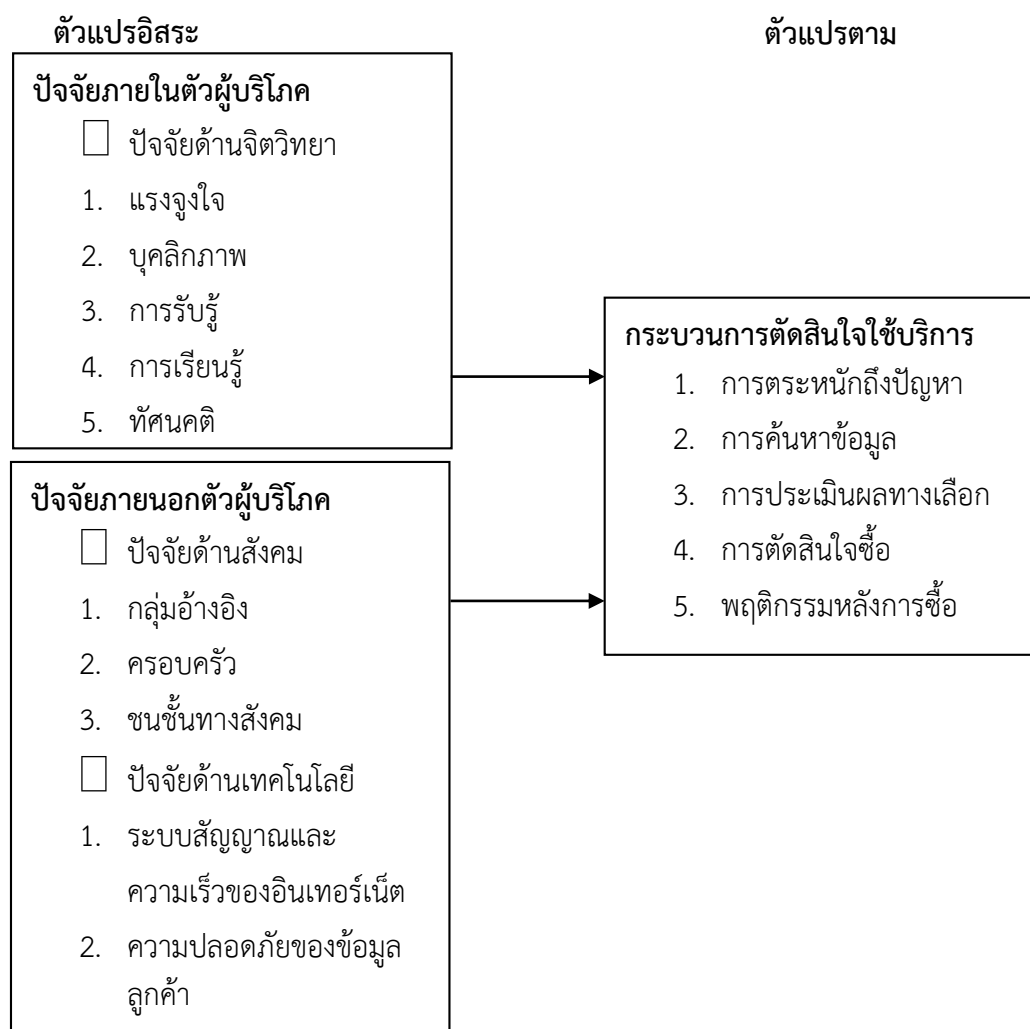 ตัวแปรอิสระ
ตัวแปรตาม
ปัจจัยภายในตัวผู้บริโภค
ปัจจัยด้านจิตวิทยา
1. แรงจูงใจ
2. บุคลิกภาพ
3. การรับรู้
4. การเรียนรู้
5. ทัศนคติ
ปัจจัยภายนอกตัวผู้บริโภค
ปัจจัยด้านสังคม
1. กลุ่มอ้างอิง
2. ครอบครัว
3. ชนชั้นทางสังคม
ปัจจัยด้านเทคโนโลยี
1. ระบบสัญญาณและ
ความเร็วของอินเทอร์เน็ต
2. ความปลอดภัยของข้อมูล
ลูกค้า
กระบวนการตัดสินใจใช้บริการ
1. การตระหนักถึงปัญหา
2. การค้นหาข้อมูล
3. การประเมินผลทางเลือก
4. การตัดสินใจซื้อ
5. พฤติกรรมหลังการซื้อ